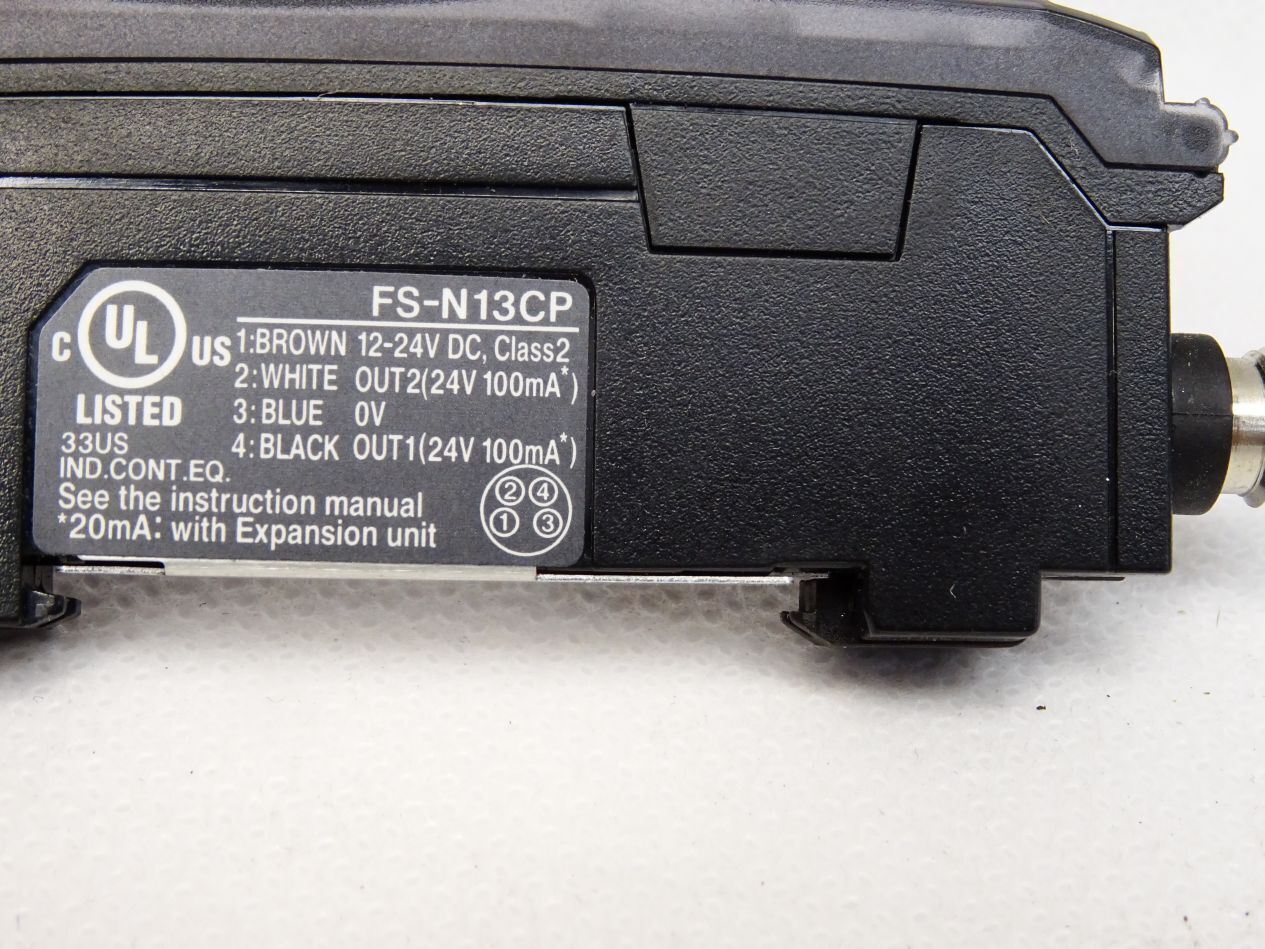 FS-N13CP
C UL US
LISTED
33US
IND.CONT.EQ.
1:BROWN 12-24V DC, Class2
2:WHITE OUT2(24V 100mA*)
3:BLUE 0V
4:BLACK OUT1(24V 100mA*)
See the instruction manual
*20mA: with Expansion unit
2 4
1 3